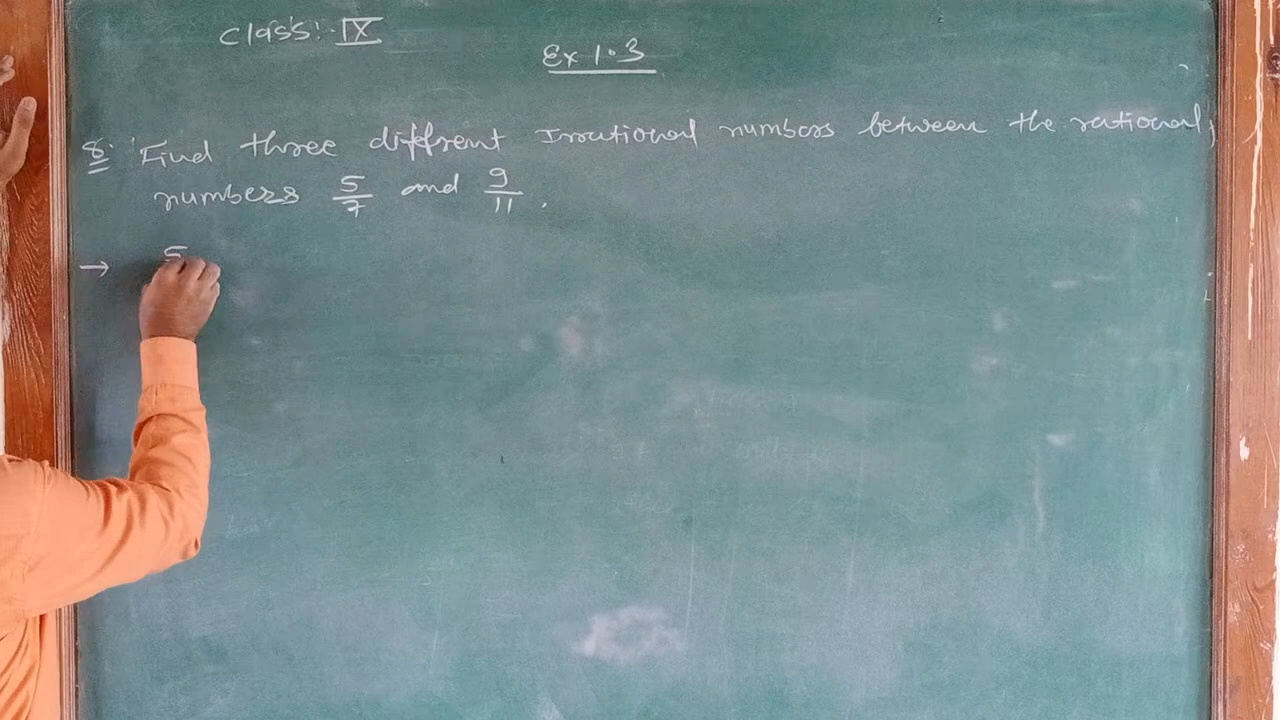 Class:- IX
Ex 1.3
8. Find three different Irrational numbers between the rational,
numbers 5/7 and 9/11.
→ 5